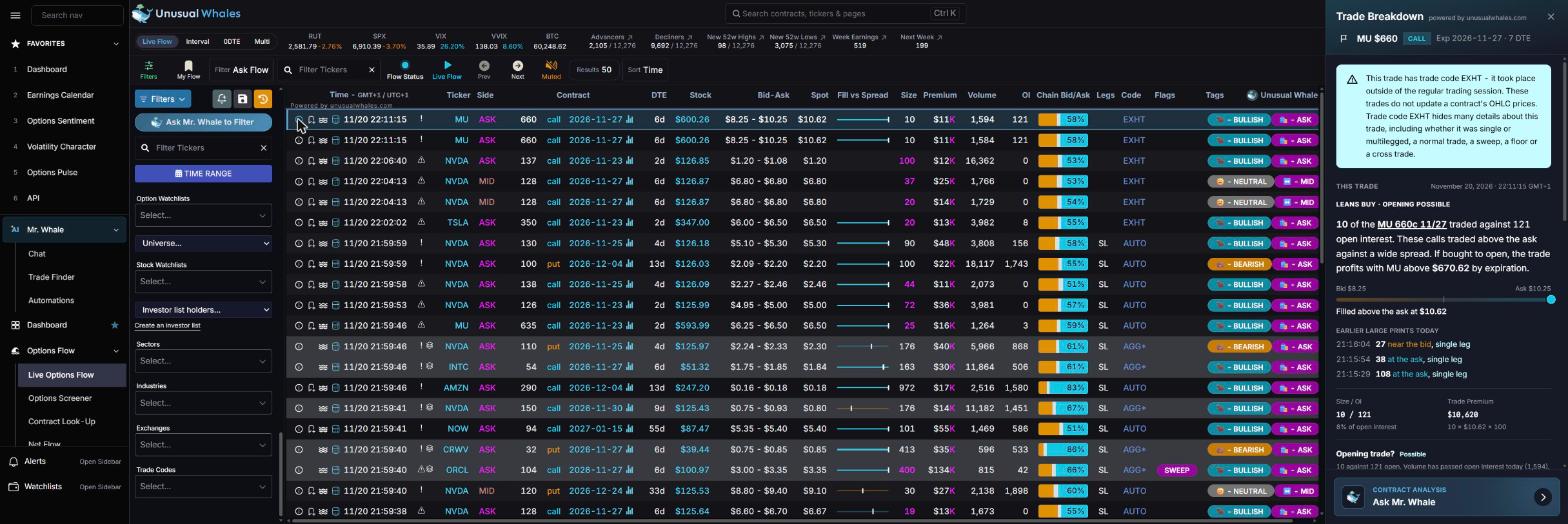 Search nav
Unusual Whales
Search contracts, tickers & pages
Ctrl K
Trade Breakdown powered by unusualwhales.com
MU $660 CALL Exp 2026-11-27 · 7 DTE
FAVORITES
1 Dashboard
2 Earnings Calendar
3 Options Sentiment
4 Volatility Character
5 Options Pulse
6 API
Mr. Whale
Chat
Trade Finder
Automations
Dashboard
Options Flow
Live Options Flow
Options Screener
Contract Look-Up
Net Flow
Alerts Open Sidebar
Watchlists Open Sidebar
Live Flow Interval 0DTE Multi
RUT 2,581.79 -2.76%
SPX 6,910.39 -3.70%
VIX 35.89 26.20%
VVIX 138.03 8.60%
BTC 60,248.62
Advancers 2,105 / 12,276
Decliners 9,692 / 12,276
New 52w Highs 98 / 12,276
New 52w Lows 3,075 / 12,276
Week Earnings 519
Next Week 199
Filters
My Flow
Filter Ask Flow
Filter Tickers
Flow Status
Live Flow
Prev
Next
Muted
Results 50
Sort Time
Filters
Ask Mr. Whale to Filter
Filter Tickers
TIME RANGE
Option Watchlists
Select...
Universe...
Stock Watchlists
Select...
Investor list holders...
Create an investor list
Sectors
Select...
Industries
Select...
Exchanges
Select...
Trade Codes
Select...
Time - GMT+1 / UTC+1 Ticker Side Contract DTE Stock Bid-Ask Spot Fill vs Spread Size Premium Volume OI Chain Bid/Ask Legs Code Flags Tags Unusual Whale
Powered by unusualwhales.com
11/20 22:11:15 ! MU ASK 660 call 2026-11-27 6d $600.26 $8.25 - $10.25 $10.62 10 $11K 1,594 121 58% EXHT - BULLISH - ASK
11/20 22:11:15 ! MU ASK 660 call 2026-11-27 6d $600.26 $8.25 - $10.25 $10.62 10 $11K 1,594 121 58% EXHT - BULLISH - ASK
11/20 22:06:40 NVDA ASK 137 call 2026-11-23 2d $126.85 $1.20 - $1.08 $1.20 100 $12K 16,362 0 53% EXHT - BULLISH - ASK
11/20 22:04:13 NVDA MID 128 call 2026-11-27 6d $126.87 $6.80 - $6.80 $6.80 37 $25K 1,766 0 53% EXHT - NEUTRAL - MID
11/20 22:04:13 NVDA MID 128 call 2026-11-27 6d $126.87 $6.80 - $6.80 $6.80 20 $14K 1,729 0 54% EXHT - NEUTRAL - MID
11/20 22:02:02 TSLA ASK 350 call 2026-11-23 2d $347.00 $6.00 - $6.50 $6.50 20 $13K 3,982 8 55% EXHT - BULLISH - ASK
11/20 21:59:59 ! NVDA ASK 130 call 2026-11-25 4d $126.18 $5.10 - $5.30 $5.30 90 $48K 3,808 156 58% SL AUTO - BULLISH - ASK
11/20 21:59:59 ! NVDA ASK 100 put 2026-12-04 13d $126.03 $2.09 - $2.20 $2.20 100 $22K 18,117 1,743 55% SL AUTO - BEARISH - ASK
11/20 21:59:58 NVDA ASK 138 call 2026-11-25 4d $126.09 $2.27 - $2.46 $2.46 44 $11K 2,073 0 51% SL AUTO - BULLISH - ASK
11/20 21:59:53 NVDA ASK 126 call 2026-11-23 2d $125.99 $4.95 - $5.00 $5.00 72 $36K 3,981 0 57% SL AUTO - BULLISH - ASK
11/20 21:59:46 MU ASK 635 call 2026-11-23 2d $593.99 $6.25 - $6.50 $6.50 25 $16K 1,264 3 59% SL AUTO - BULLISH - ASK
11/20 21:59:46 ! NVDA ASK 110 put 2026-11-25 4d $125.97 $2.24 - $2.33 $2.30 176 $40K 5,966 868 61% AGG+ - BEARISH - ASK
11/20 21:59:46 ! INTC ASK 54 call 2026-11-27 6d $51.32 $1.75 - $1.85 $1.84 163 $30K 11,864 506 61% AGG+ - BULLISH - ASK
11/20 21:59:42 AMZN ASK 290 call 2026-12-04 13d $247.20 $0.16 - $0.18 $0.18 972 $17K 2,516 1,580 83% SL AUTO - BULLISH - ASK
11/20 21:59:41 ! NVDA ASK 150 call 2026-11-30 9d $125.43 $0.75 - $0.93 $0.80 176 $14K 11,182 1,451 67% AGG+ - BULLISH - ASK
11/20 21:59:41 ! NOW ASK 94 call 2027-01-15 55d $87.47 $5.35 - $5.40 $5.40 101 $55K 1,469 586 51% SL AUTO - BULLISH - ASK
11/20 21:59:40 ! CRWV ASK 32 put 2026-11-27 6d $39.44 $0.75 - $0.85 $0.85 413 $35K 596 533 86% AGG+ - BEARISH - ASK
11/20 21:59:40 ORCL ASK 104 call 2026-11-27 6d $100.97 $3.00 - $3.35 $3.35 400 $134K 815 42 66% AGG+ SWEEP - BULLISH - ASK
11/20 21:59:40 ! NVDA MID 120 put 2026-12-24 33d $125.53 $8.80 - $9.40 $9.10 30 $27K 2,138 1,898 60% SL AUTO - NEUTRAL - MID
11/20 21:59:38 NVDA ASK 128 call 2026-11-27 6d $125.64 $6.60 - $6.70 $6.67 19 $13K 1,673 0 55% SL AUTO - BULLISH - ASK
This trade has trade code EXHT - it took place
outside of the regular trading session. These
trades do not update a contract's OHLC prices.
Trade code EXHT hides many details about this
trade, including whether it was single or
multilegged, a normal trade, a sweep, a floor or
a cross trade.
THIS TRADE November 20, 2026 · 22:11:15 GMT+1
LEANS BUY · OPENING POSSIBLE
10 of the MU 660c 11/27 traded against 121
open interest. These calls traded above the ask
against a wide spread. If bought to open, the trade
profits with MU above $670.62 by expiration.
Bid $8.25 Ask $10.25
Filled above the ask at $10.62
EARLIER LARGE PRINTS TODAY
21:18:04 27 near the bid, single leg
21:15:54 38 at the ask, single leg
21:15:29 108 at the ask, single leg
Size / OI Trade Premium
10 / 121 $10,620
8% of open interest 10 × $10.62 × 100
Opening trade? Possible
10 against 121 open. Volume has passed open interest today (1,594),
CONTRACT ANALYSIS
Ask Mr. Whale